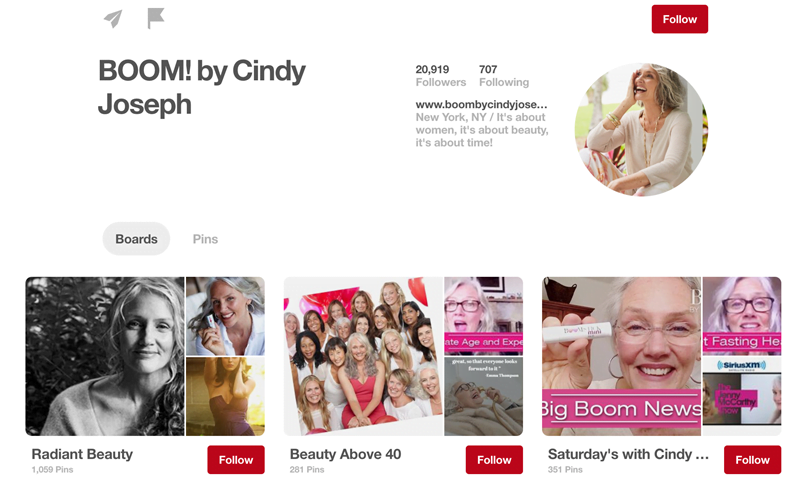 Follow
BOOM! by Cindy
Joseph
20,919
Followers
707
Following
www.boombycindyjose...
New York, NY / It's about
women, it's about beauty,
it's about time!
Boards
Pins
ate Age and Expe
great, so that everyone looks
forward to it "
Emma Thompson
Big Boom News
t Fasting He
SiriusXM
The
Jenny
McCarthy
Show
Radiant Beauty
1,059 Pins
Follow
Beauty Above 40
281 Pins
Follow
Saturday's with Cindy ...
351 Pins
Follow